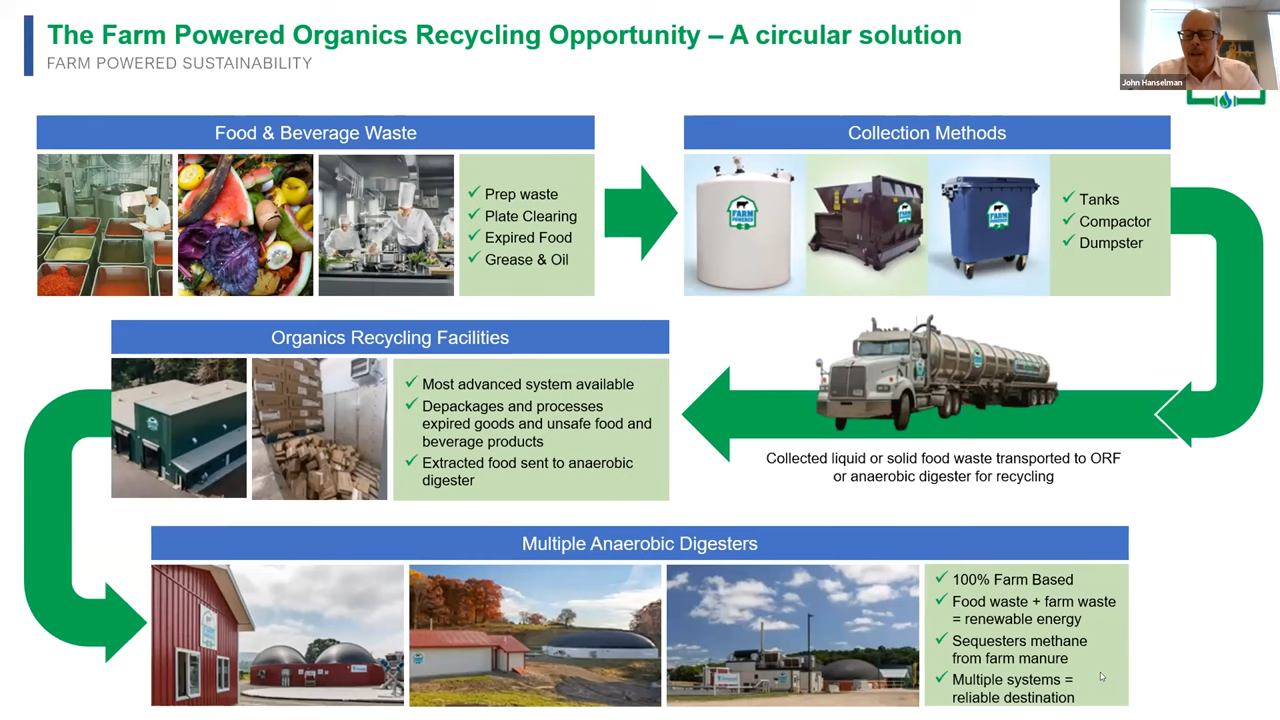 The Farm Powered Organics Recycling Opportunity – A circular solution
FARM POWERED SUSTAINABILITY
John Hanselman
Food & Beverage Waste
Prep waste
Plate Clearing
Expired Food
Grease & Oil
Collection Methods
FARM
POWERED
FARM
POWERED
Tanks
Compactor
Dumpster
Organics Recycling Facilities
Most advanced system available
Depackages and processes
expired goods and unsafe food and
beverage products
Extracted food sent to anaerobic
digester
Collected liquid or solid food waste transported to ORF
or anaerobic digester for recycling
Multiple Anaerobic Digesters
100% Farm Based
Food waste + farm waste
= renewable energy
Sequesters methane
from farm manure
Multiple systems =
reliable destination